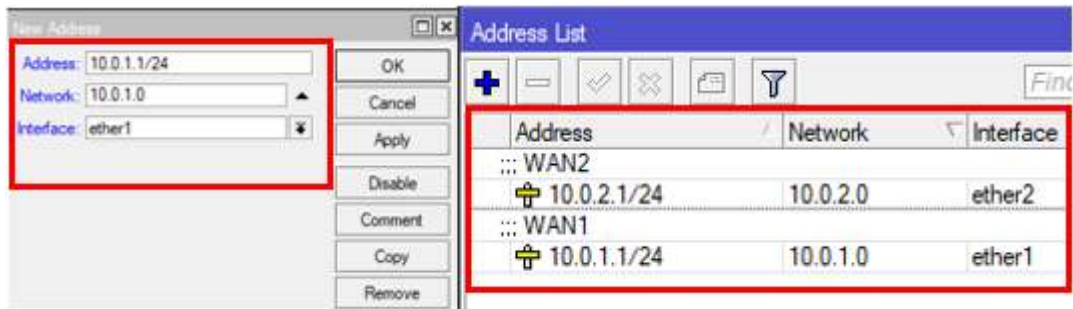 New Address
Address: 10.0.1.1/24
Network: 10.0.1.0
Interface: ether1
OK
Cancel
Apply
Disable
Comment
Copy
Remove
Address List
Find
Address Network Interface
;;; WAN2
10.0.2.1/24 10.0.2.0 ether2
;;; WAN1
10.0.1.1/24 10.0.1.0 ether1